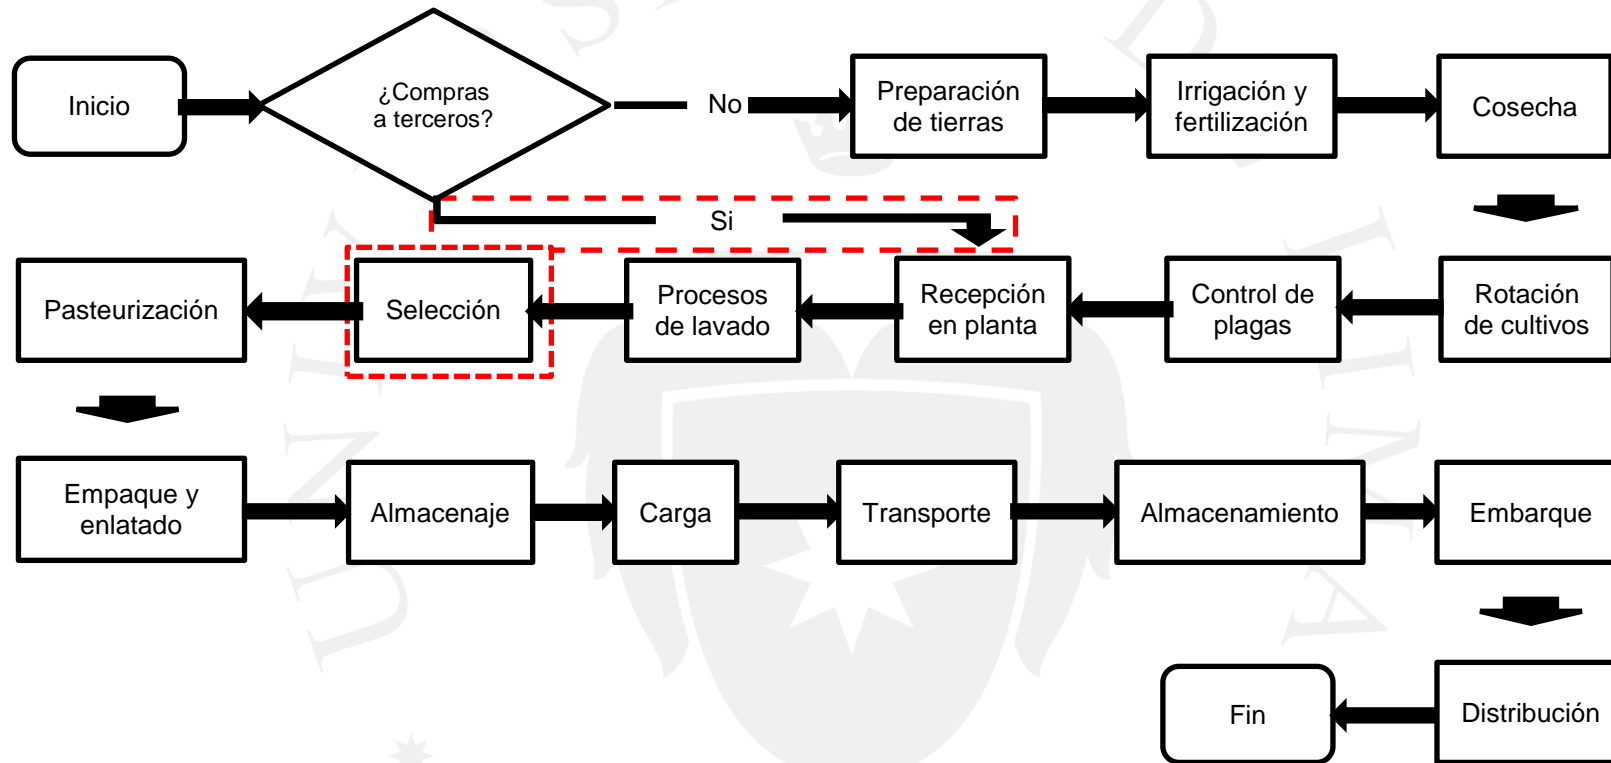 Inicio
¿Compras
a terceros?
No
Preparación
de tierras
Irrigación y
fertilización
Cosecha
Si
Pasteurización
Selección
Procesos
de lavado
Recepción
en planta
Control de
plagas
Rotación
de cultivos
Empaque y
enlatado
Almacenaje
Carga
Transporte
Almacenamiento
Embarque
Fin
Distribución